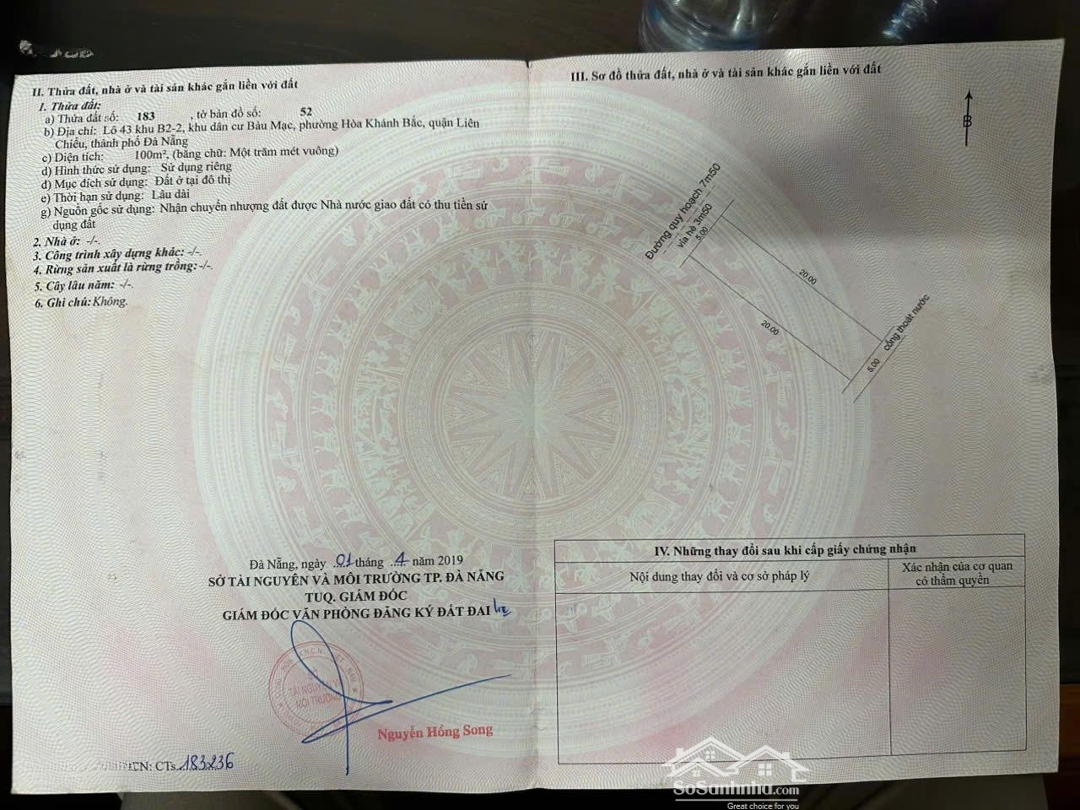 II. Thửa đất, nhà ở và tài sản khác gắn liền với đất
1. Thửa đất:
a) Thửa đất số: 183 , tờ bản đồ số: 52
b) Địa chỉ: Lô 43 khu B2-2, khu dân cư Bàu Mạc, phường Hòa Khánh Bắc, quận Liên
Chiểu, thành phố Đà Nẵng
c) Diện tích: 100m², (bằng chữ: Một trăm mét vuông)
d) Hình thức sử dụng: Sử dụng riêng
đ) Mục đích sử dụng: Đất ở tại đô thị
e) Thời hạn sử dụng: Lâu dài
g) Nguồn gốc sử dụng: Nhận chuyển nhượng đất được Nhà nước giao đất có thu tiền sử
dụng đất
2. Nhà ở: -/-.
3. Công trình xây dựng khác: -/-.
4. Rừng sản xuất là rừng trồng: -/-.
5. Cây lâu năm: -/-.
6. Ghi chú: Không.
Đà Nẵng, ngày 01 tháng 4 năm 2019
SỞ TÀI NGUYÊN VÀ MÔI TRƯỜNG TP. ĐÀ NẴNG
TUQ. GIÁM ĐỐC
GIÁM ĐỐC VĂN PHÒNG ĐĂNG KÝ ĐẤT ĐAI
SỞ
TÀI NGUYÊN VÀ
MÔI TRƯỜNG
Nguyễn Hồng Song
CTs 183236
III. Sơ đồ thửa đất, nhà ở và tài sản khác gắn liền với đất
B
Đường quy hoạch 7m50
vỉa hè 3m50
5.00
20.00
20.00
5.00
cống thoát nước
IV. Những thay đổi sau khi cấp giấy chứng nhận
Nội dung thay đổi và cơ sở pháp lý
Xác nhận của cơ quan
có thẩm quyền
SoSanhnha.com
Great choice for you